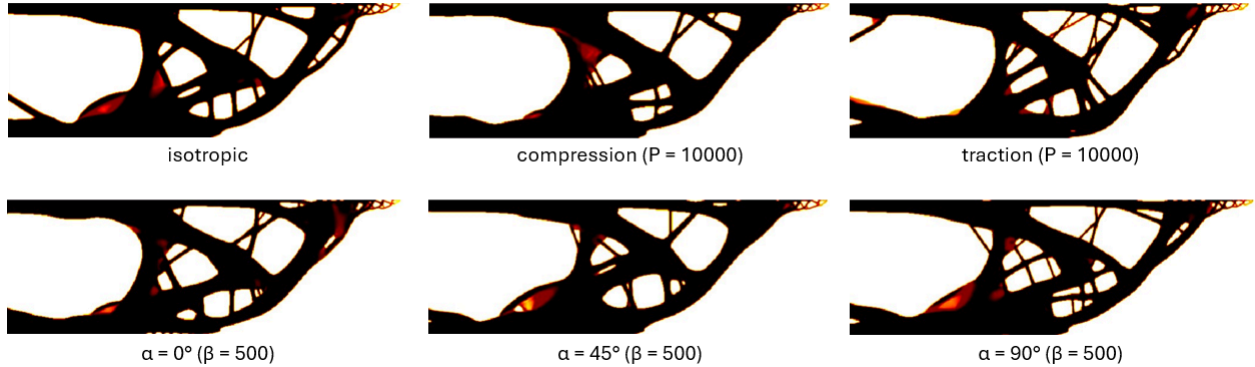 isotropic
compression (P = 10000)
traction (P = 10000)
α = 0° (β = 500)
α = 45° (β = 500)
α = 90° (β = 500)